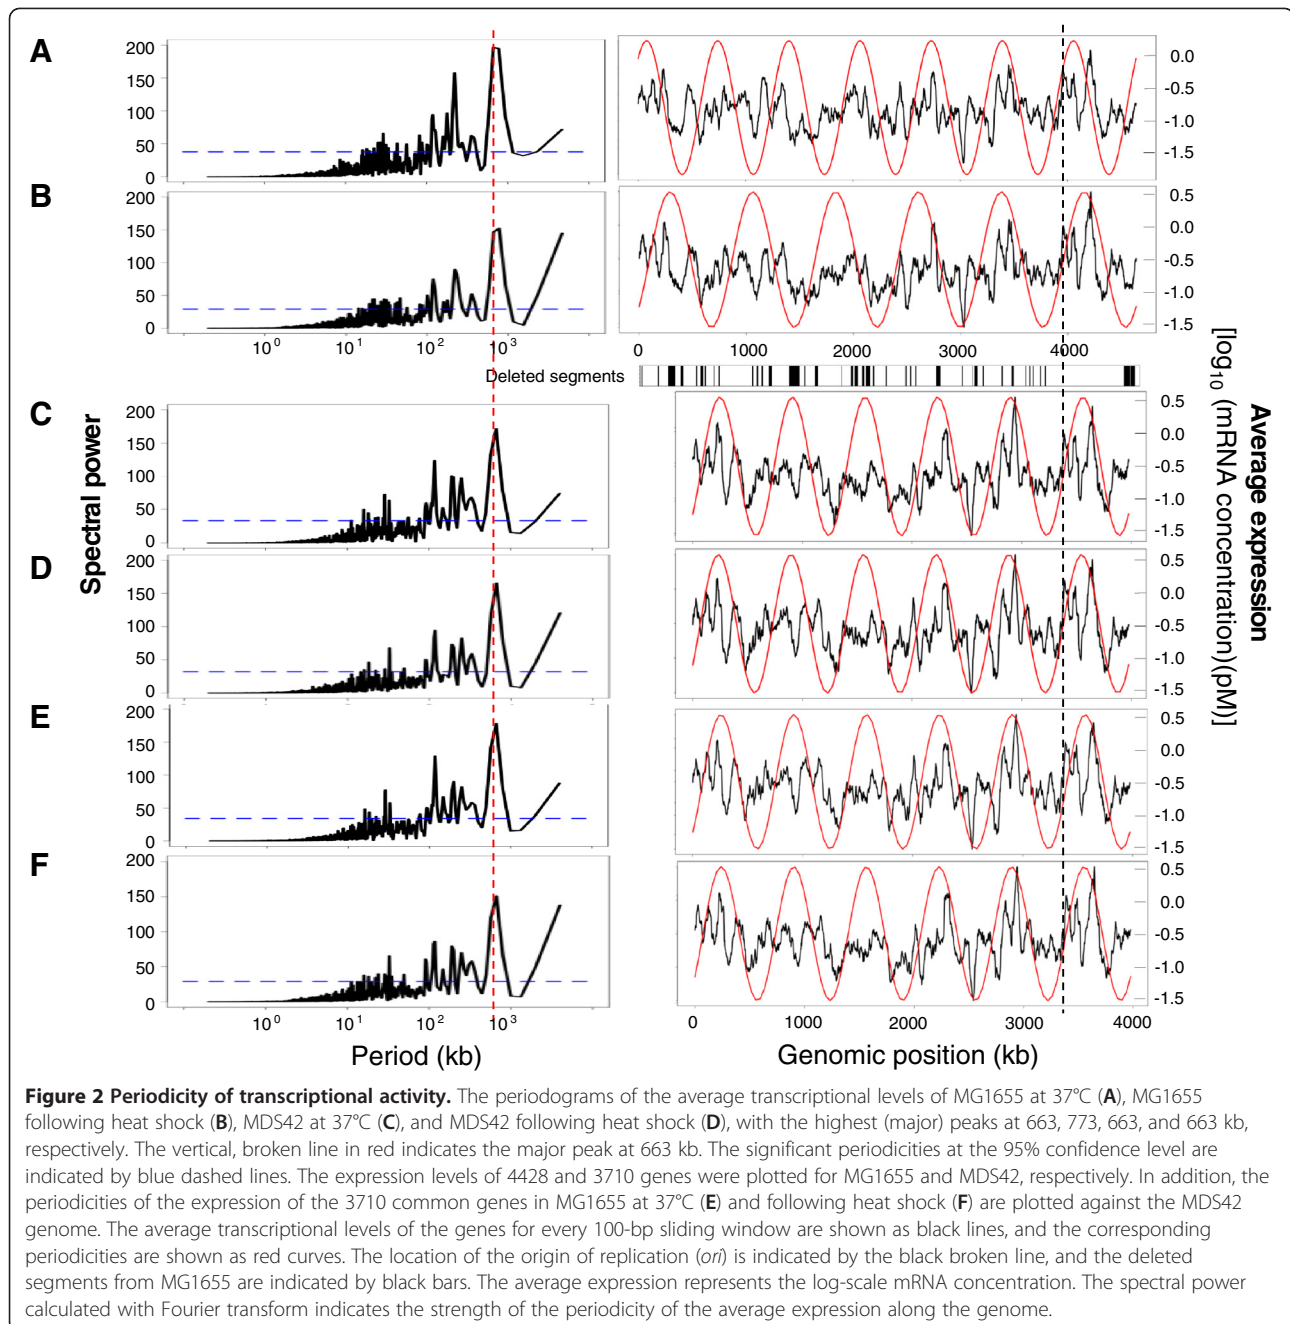 A
200
150
100
50
0
0.0
-0.5
-1.0
-1.5
B
200
150
100
50
0
10^0 10^1 10^2 10^3
0.5
0.0
-0.5
-1.0
-1.5
0 1000 2000 3000 4000
Deleted segments
C
200
150
100
50
0
0.5
0.0
-0.5
-1.0
-1.5
D
200
150
100
50
0
0.5
0.0
-0.5
-1.0
-1.5
E
200
150
100
50
0
0.5
0.0
-0.5
-1.0
-1.5
F
200
150
100
50
0
0.5
0.0
-0.5
-1.0
-1.5
10^0 10^1 10^2 10^3
0 1000 2000 3000 4000
Spectral power
Period (kb)
Genomic position (kb)
Average expression
[log10 (mRNA concentration)(pM)]
Figure 2 Periodicity of transcriptional activity. The periodograms of the average transcriptional levels of MG1655 at 37°C (A), MG1655
following heat shock (B), MDS42 at 37°C (C), and MDS42 following heat shock (D), with the highest (major) peaks at 663, 773, 663, and 663 kb,
respectively. The vertical, broken line in red indicates the major peak at 663 kb. The significant periodicities at the 95% confidence level are
indicated by blue dashed lines. The expression levels of 4428 and 3710 genes were plotted for MG1655 and MDS42, respectively. In addition, the
periodicities of the expression of the 3710 common genes in MG1655 at 37°C (E) and following heat shock (F) are plotted against the MDS42
genome. The average transcriptional levels of the genes for every 100-bp sliding window are shown as black lines, and the corresponding
periodicities are shown as red curves. The location of the origin of replication (ori) is indicated by the black broken line, and the deleted
segments from MG1655 are indicated by black bars. The average expression represents the log-scale mRNA concentration. The spectral power
calculated with Fourier transform indicates the strength of the periodicity of the average expression along the genome.